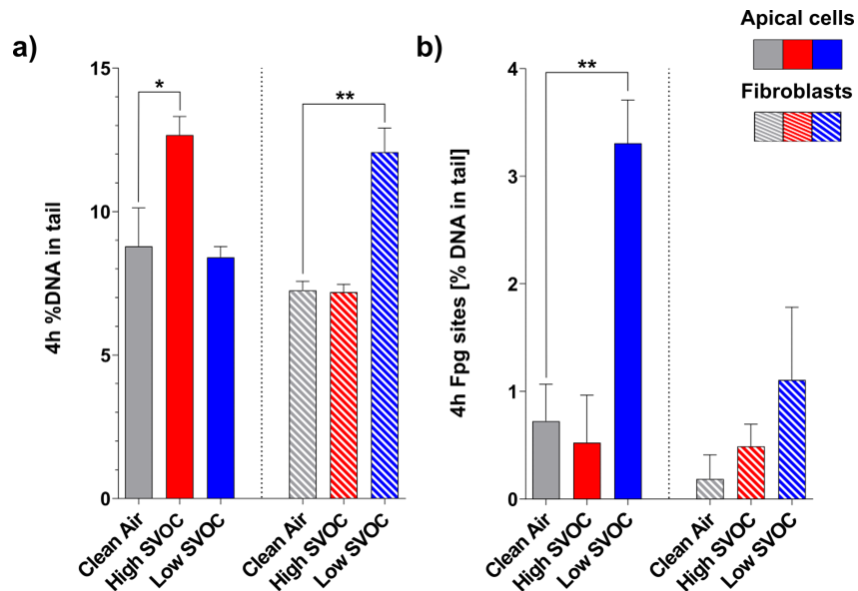 a)
4h %DNA in tail
15
10
5
0
*
**
Clean Air
High SVOC
Low SVOC
Clean Air
High SVOC
Low SVOC
b)
4h Fpg sites [% DNA in tail]
4
3
2
1
0
**
Clean Air
High SVOC
Low SVOC
Clean Air
High SVOC
Low SVOC
Apical cells
Fibroblasts